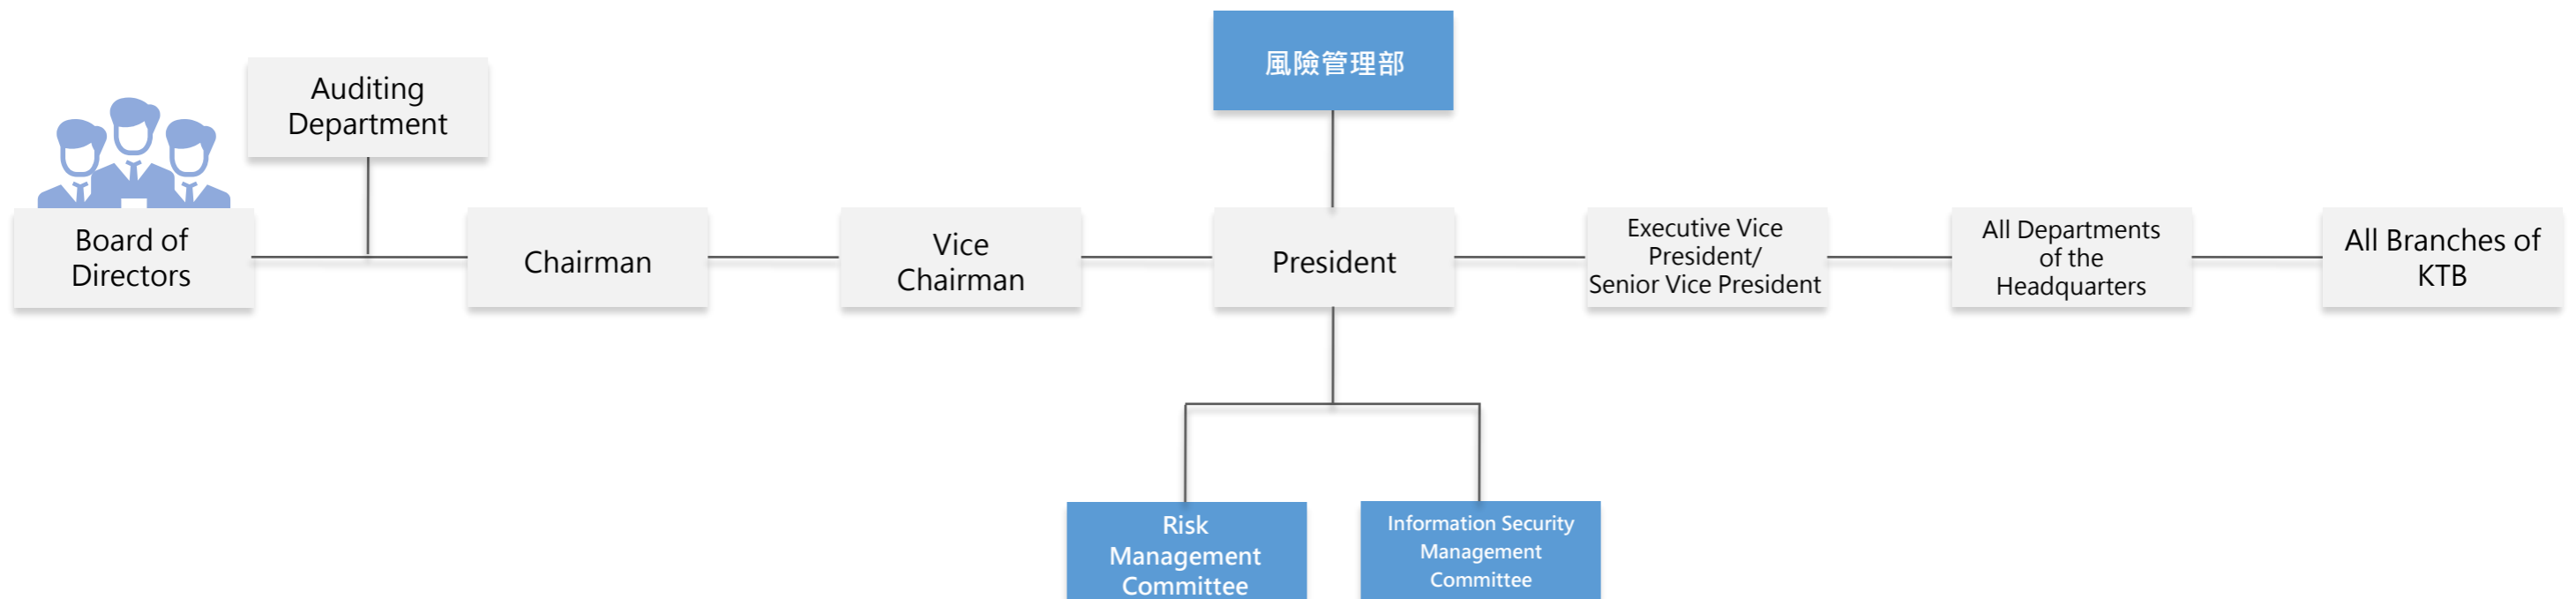 風險管理部
Auditing
Department
Board of
Directors
Chairman
Vice
Chairman
President
Executive Vice
President/
Senior Vice President
All Departments
of the
Headquarters
All Branches of
KTB
Risk
Management
Committee
Information Security
Management
Committee